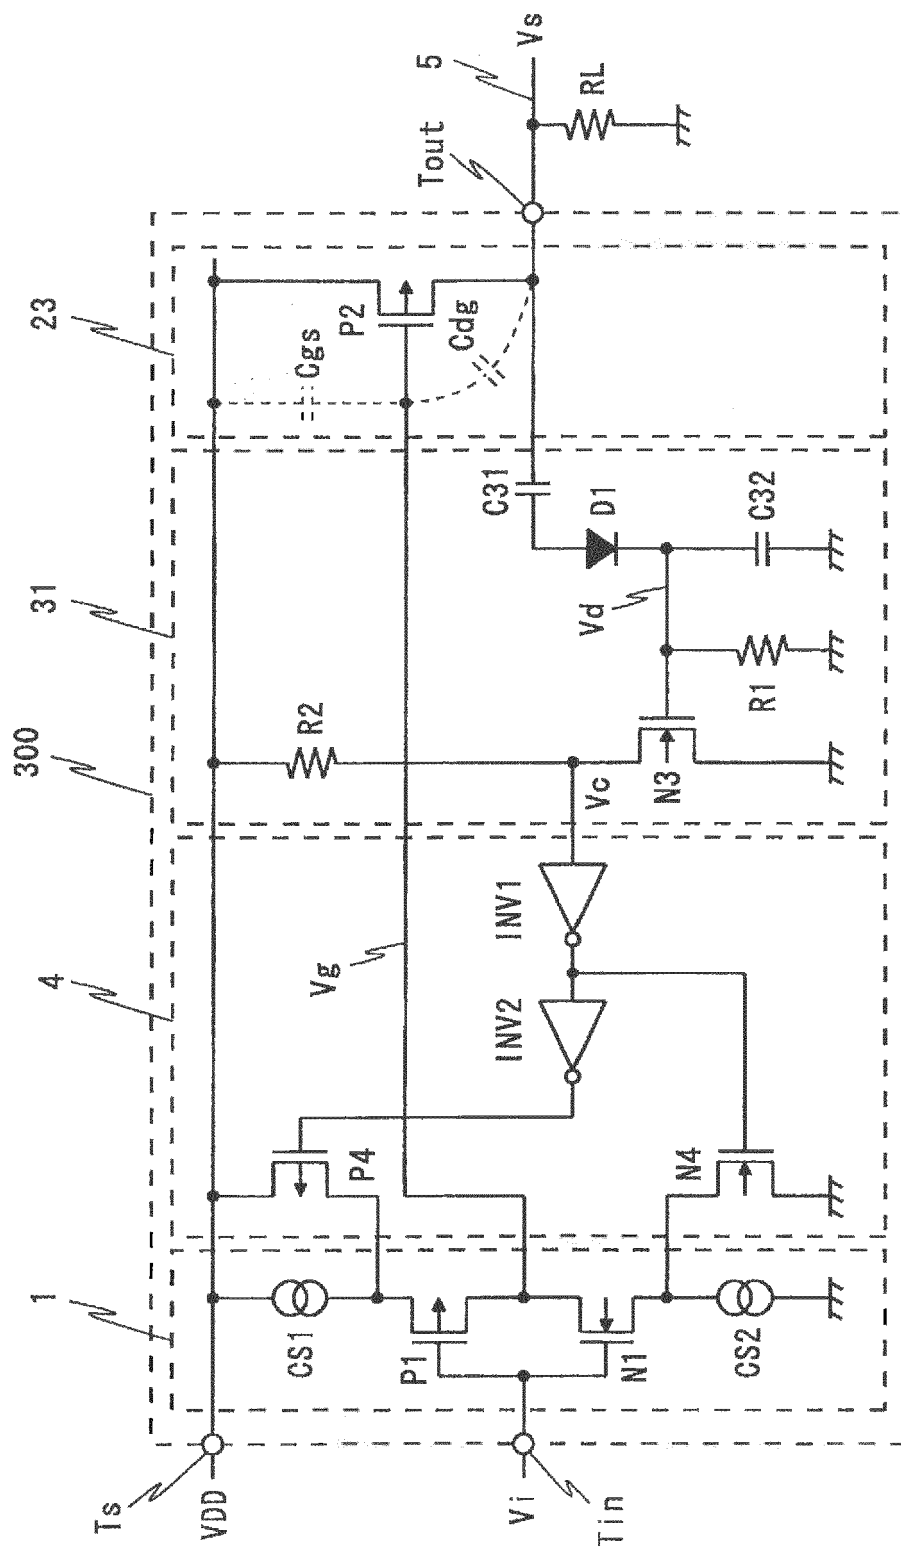 300
1
4
31
23
Ts
VDD
CS1
P4
R2
Cgs
P2
Cdg
Tout
5
Vs
P1
Vg
C31
RL
Vi
Tin
INV2
INV1
Vc
Vd
D1
N1
N3
CS2
N4
R1
C32